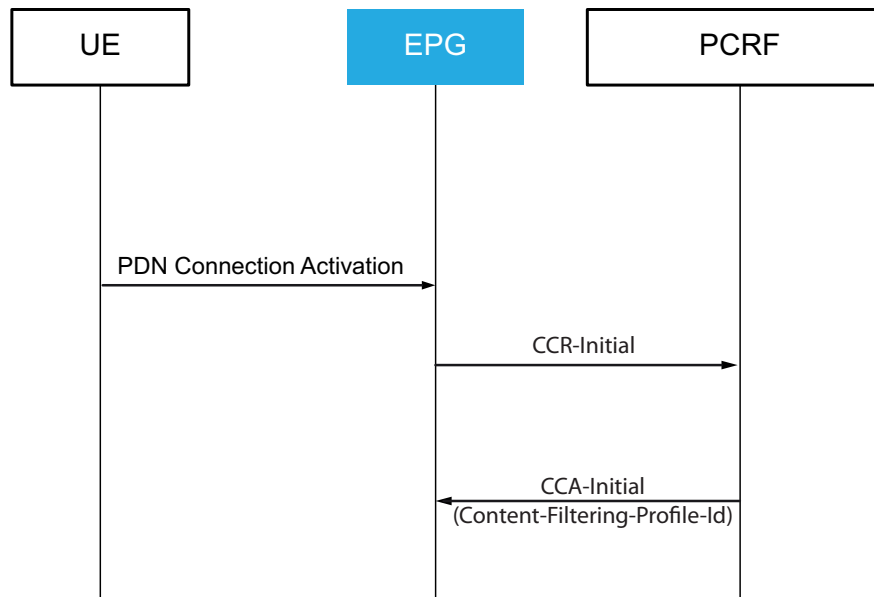 UE
EPG
PCRF
PDN Connection Activation
CCR-Initial
CCA-Initial
(Content-Filtering-Profile-Id)